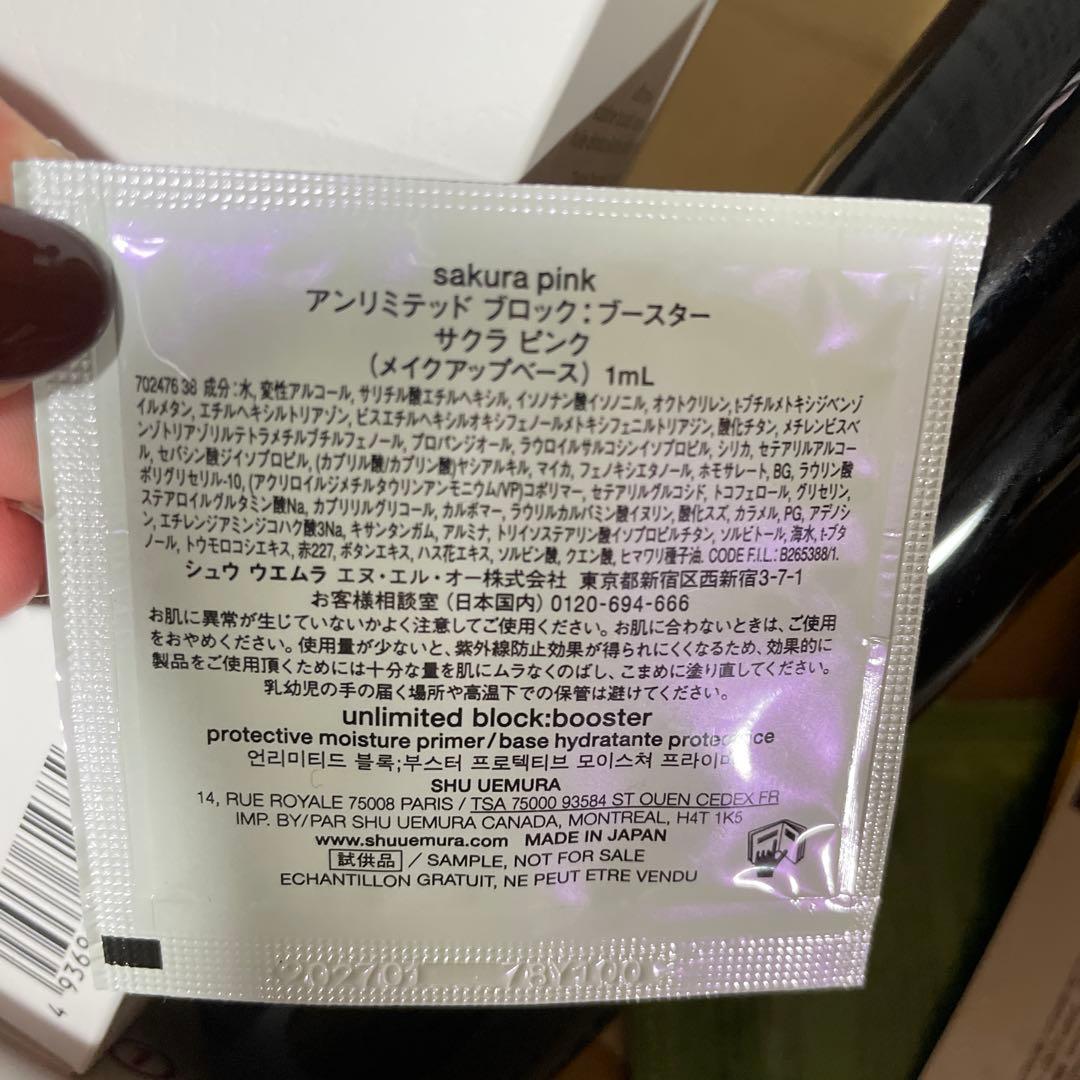 sakura pink
アンリミテッド ブロック:ブースター
サクラ ピンク
(メイクアップベース) 1mL
702476 38 成分:水, 変性アルコール, サリチル酸エチルヘキシル, イソノナン酸イソノニル, オクトクリレン, t-ブチルメトキシジベンゾ
イルメタン, エチルヘキシルトリアゾン, ビスエチルヘキシルオキシフェノールメトキシフェニルトリアジン, 酸化チタン, メチレンビスベ
ンゾトリアゾリルテトラメチルブチルフェノール, プロパンジオール, ラウロイルサルコシンイソプロピル, シリカ, セテアリルアルコー
ル, セバシン酸ジイソプロピル, (カプリル酸/カプリン酸)ヤシアルキル, マイカ, フェノキシエタノール, ホモサレート, BG, ラウリン酸
ポリグリセリル-10, (アクリロイルジメチルタウリンアンモニウム/VP)コポリマー, セテアリルグルコシド, トコフェロール, グリセリン,
ステアロイルグルタミン酸Na, カプリリルグリコール, カルボマー, ラウリルカルバミン酸イヌリン, 酸化スズ, カラメル, PG, アデノシ
ン, エチレンジアミンジコハク酸3Na, キサンタンガム, アルミナ, トリイソステアリン酸イソプロピルチタン, ソルビトール, 海水, t-ブタ
ノール, トウモロコシエキス, 赤227, ボタンエキス, ハス花エキス, ソルビン酸, クエン酸, ヒマワリ種子油. CODE F.I.L.: B265388/1.
シュウ ウエムラ エヌ・エル・オー株式会社 東京都新宿区西新宿3-7-1
お客様相談室 (日本国内) 0120-694-666
お肌に異常が生じていないかよく注意してご使用ください。お肌に合わないときは、ご使用
をおやめください。使用量が少ないと、紫外線防止効果が得られにくくなるため、効果的に
製品をご使用頂くためには十分な量を肌にムラなくのばし、こまめに塗り直してください。
乳幼児の手の届く場所や高温下での保管は避けてください。
unlimited block:booster
protective moisture primer/base hydratante protectrice
언리미티드 블록;부스터 프로텍티브 모이스쳐 프라이머
SHU UEMURA
14, RUE ROYALE 75008 PARIS / TSA 75000 93584 ST OUEN CEDEX FR
IMP. BY/PAR SHU UEMURA CANADA, MONTREAL, H4T 1K5
www.shuuemura.com MADE IN JAPAN
試供品 / SAMPLE, NOT FOR SALE
ECHANTILLON GRATUIT, NE PEUT ETRE VENDU
202701 78Y100
4 9360